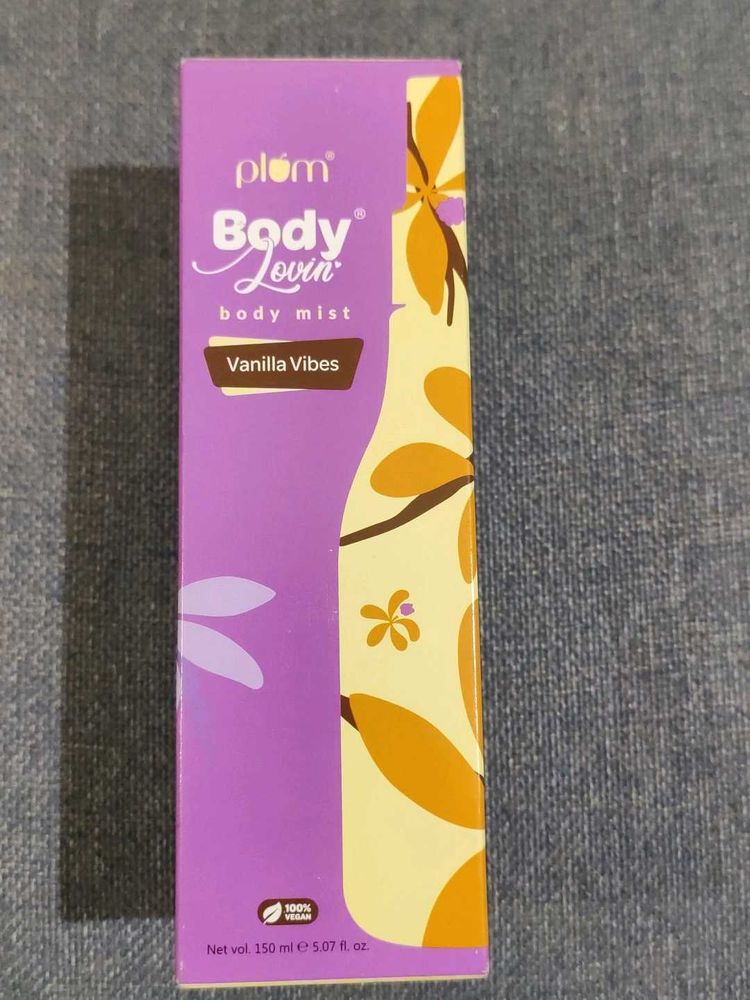 plum®
Body®
Lovin'
body mist
Vanilla Vibes
100%
VEGAN
Net vol. 150 ml ℮ 5.07 fl. oz.